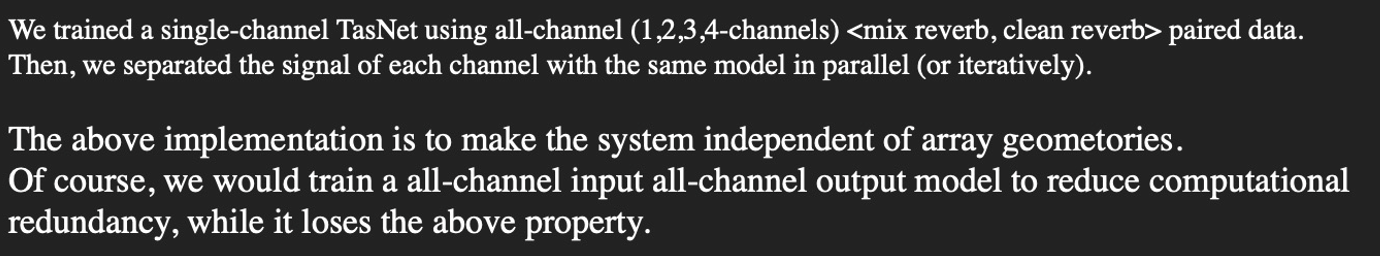 We trained a single-channel TasNet using all-channel (1,2,3,4-channels) <mix reverb, clean reverb> paired data.
Then, we separated the signal of each channel with the same model in parallel (or iteratively).
The above implementation is to make the system independent of array geometories.
Of course, we would train a all-channel input all-channel output model to reduce computational
redundancy, while it loses the above property.